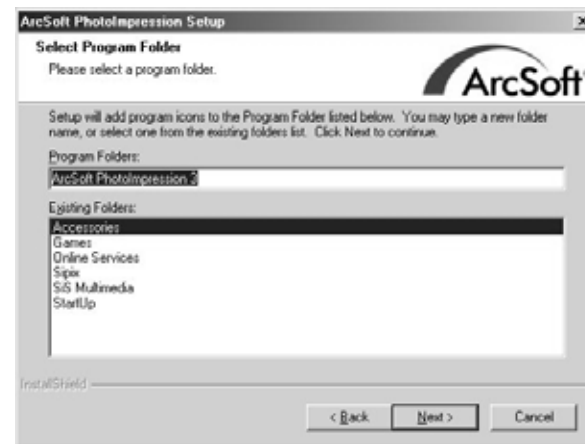 ArcSoft PhotoImpression Setup
Select Program Folder
Please select a program folder.
ArcSoft
Setup will add program icons to the Program Folder listed below. You may type a new folder
name, or select one from the existing folders list. Click Next to continue.
Program Folders:
ArcSoft PhotoImpression 3
Existing Folders:
Accessories
Games
Online Services
Sipix
SiS Multimedia
StartUp
InstallShield
< Back
Next >
Cancel